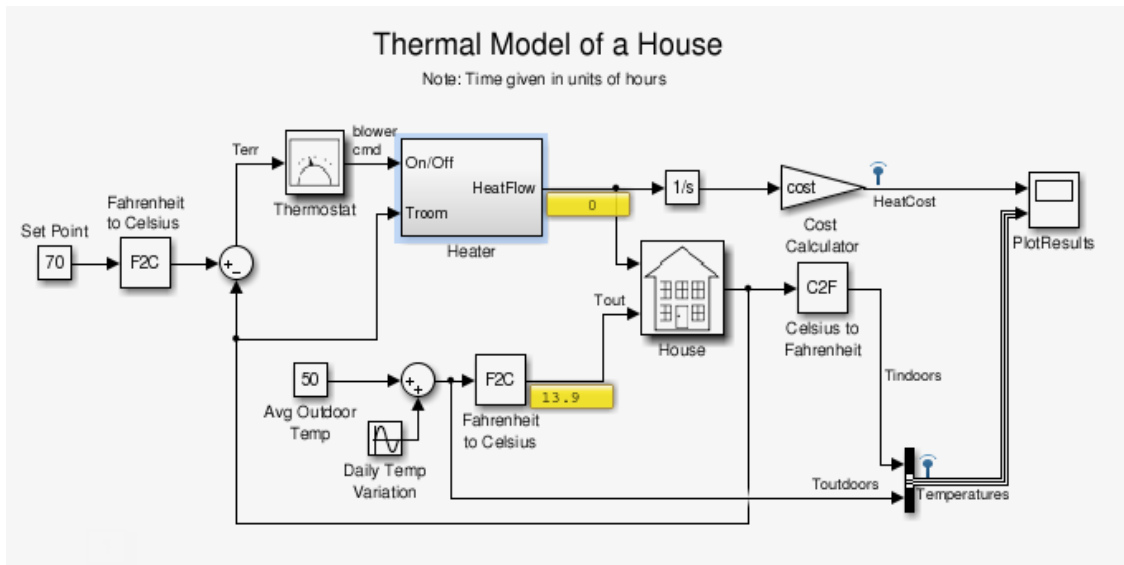 Thermal Model of a House
Note: Time given in units of hours
blower
cmd
Terr
Thermostat
On/Off
HeatFlow
Troom
Heater
0
1/s
cost
HeatCost
Cost
Calculator
PlotResults
Fahrenheit
to Celsius
Set Point
70
F2C
+
-
Tout
House
C2F
Celsius to
Fahrenheit
Tindoors
50
Avg Outdoor
Temp
+
+
F2C
13.9
Fahrenheit
to Celsius
Daily Temp
Variation
Toutdoors
Temperatures